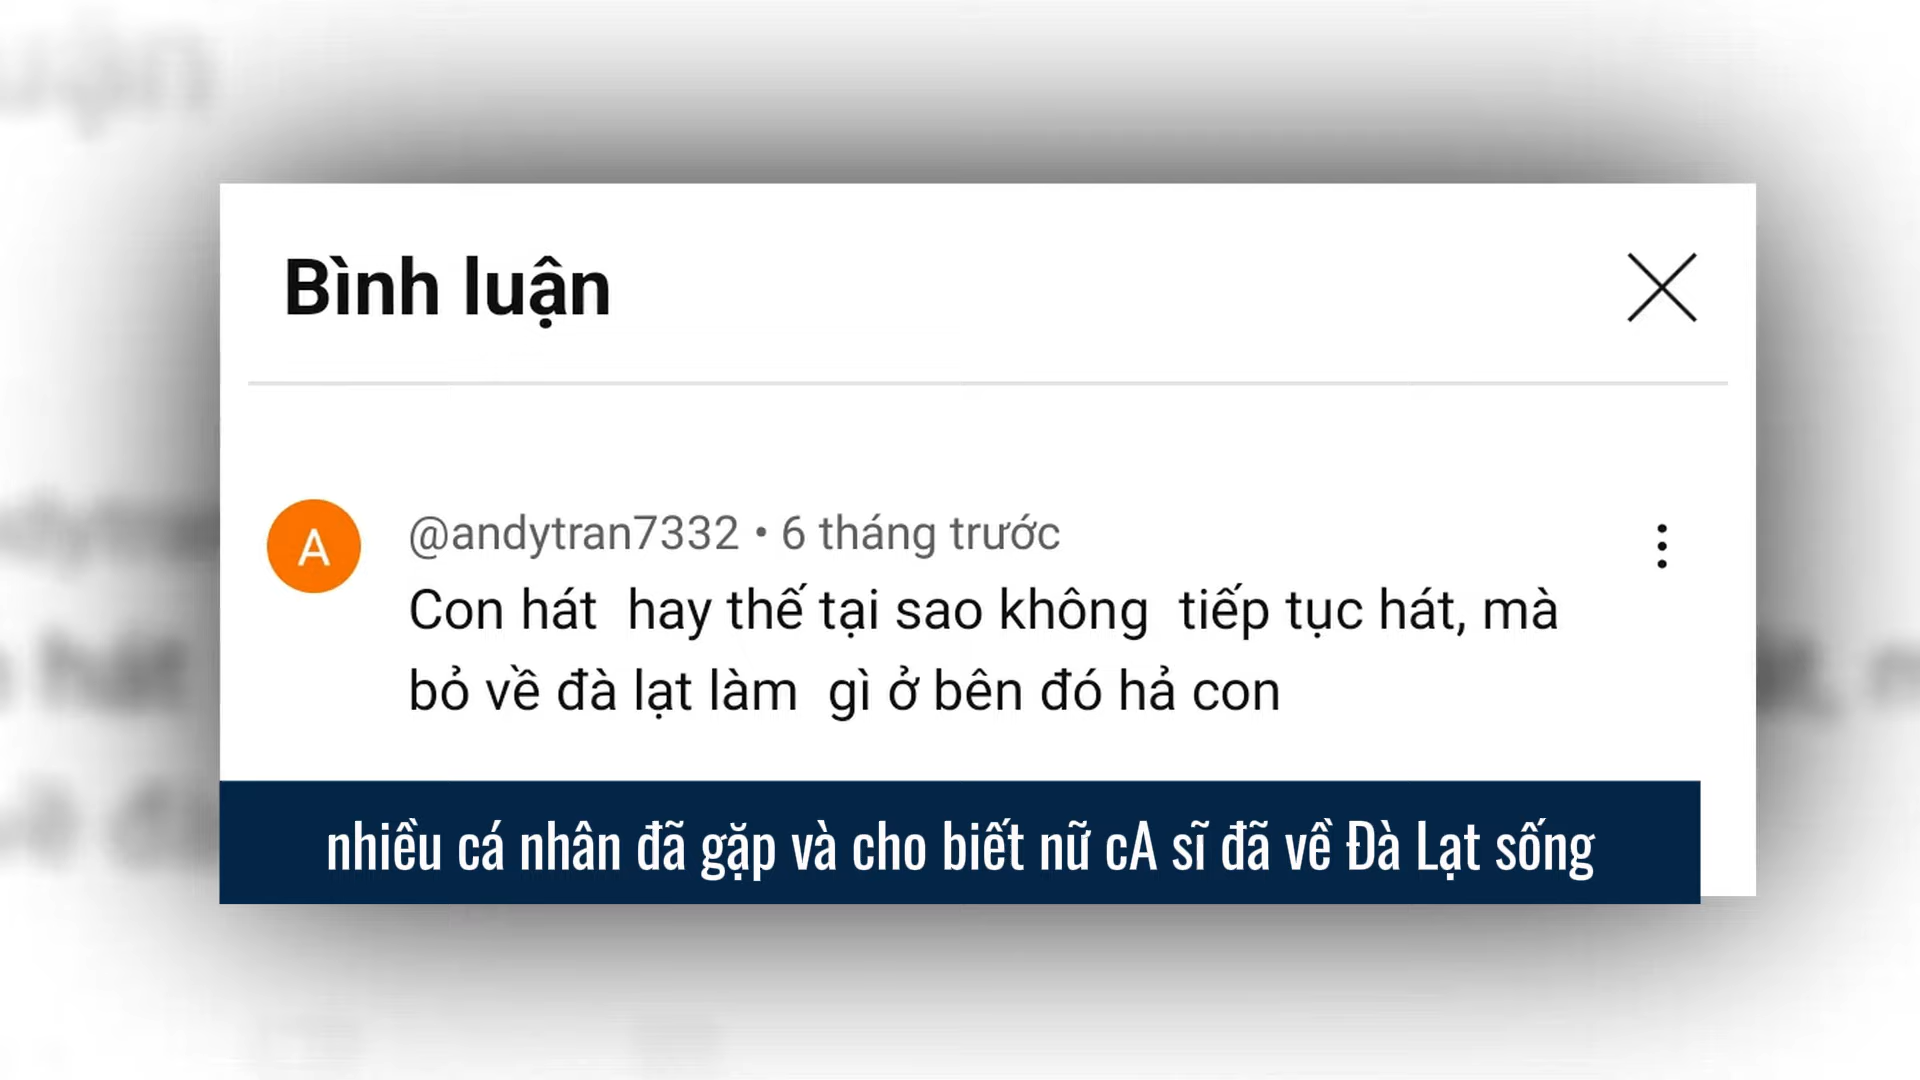 Bình luận
A
@andytran7332 • 6 tháng trước
Con hát  hay thế tại sao không  tiếp tục hát, mà
bỏ về đà lạt làm  gì ở bên đó hả con
nhiều cá nhân đã gặp và cho biết nữ cA sĩ đã về Đà Lạt sống